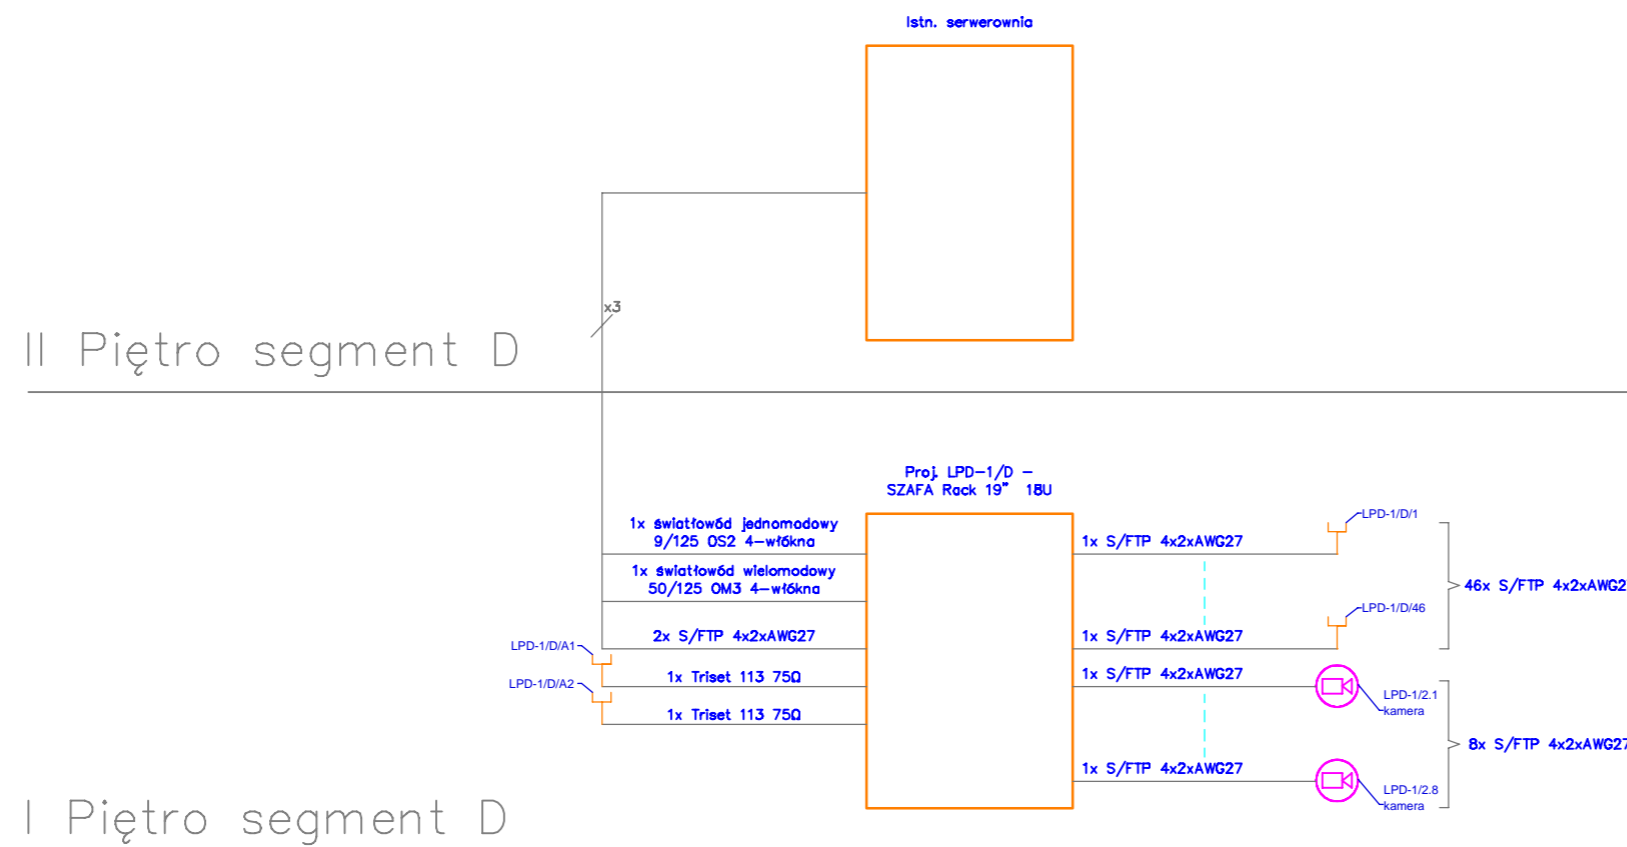 Istn. serwerownia
x3
II Piętro segment D
Proj. LPD-1/D -
SZAFA Rack 19" 18U
1x światłowód jednomodowy
9/125 OS2 4-włókna
1x światłowód wielomodowy
50/125 OM3 4-włókna
2x S/FTP 4x2xAWG27
LPD-1/D/A1
1x Triset 113 75Ω
LPD-1/D/A2
1x Triset 113 75Ω
1x S/FTP 4x2xAWG27
LPD-1/D/1
46x S/FTP 4x2xAWG2
1x S/FTP 4x2xAWG27
LPD-1/D/46
1x S/FTP 4x2xAWG27
LPD-1/2.1
kamera
8x S/FTP 4x2xAWG27
1x S/FTP 4x2xAWG27
LPD-1/2.8
kamera
I Piętro segment D